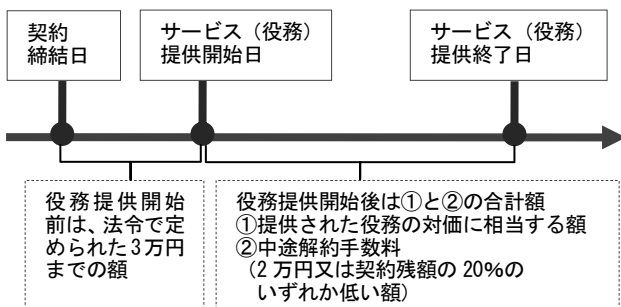 契約
締結日
サービス（役務）
提供開始日
サービス（役務）
提供終了日
役務提供開始
前は、法令で定
められた3万円
までの額
役務提供開始後は①と②の合計額
①提供された役務の対価に相当する額
②中途解約手数料
（2万円又は契約残額の20%の
いずれか低い額）